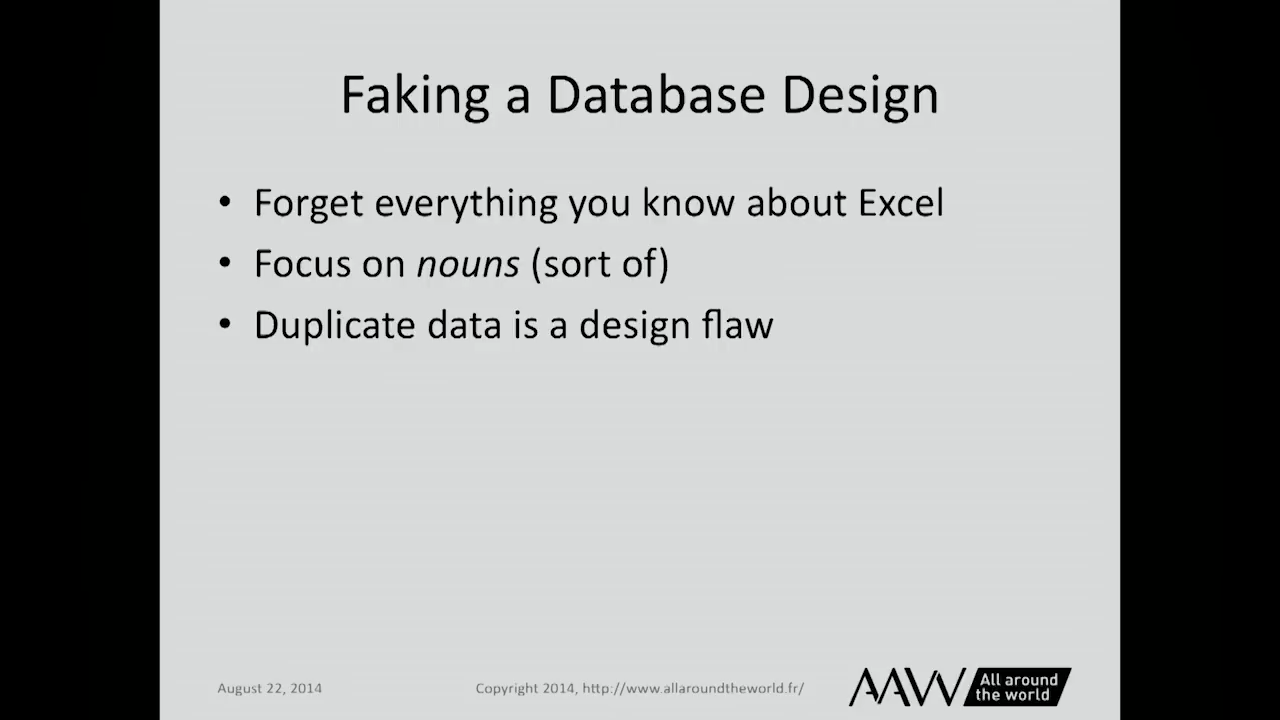 Faking a Database Design
• Forget everything you know about Excel
• Focus on nouns (sort of)
• Duplicate data is a design flaw
August 22, 2014
Copyright 2014, http://www.allaroundtheworld.fr/
AAW All around
the world